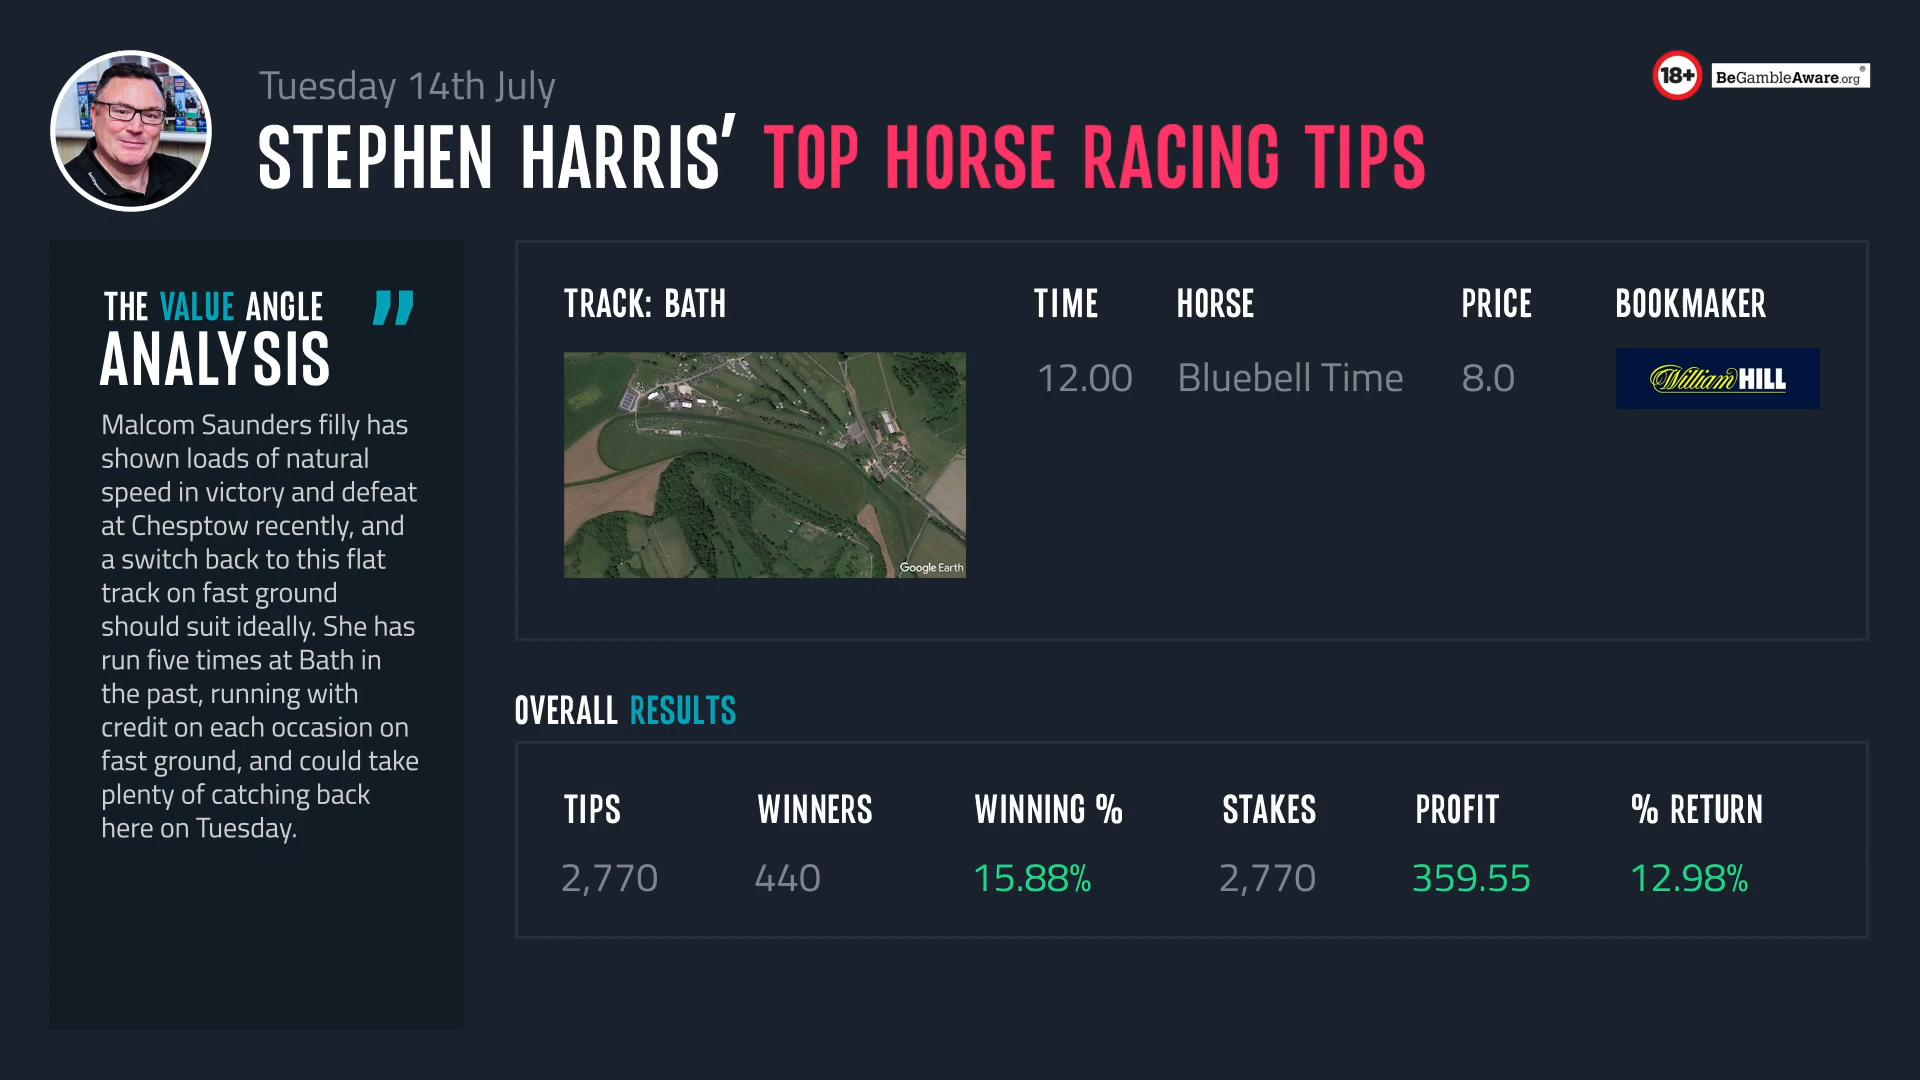 Tuesday 14th July
STEPHEN HARRIS' TOP HORSE RACING TIPS
18+
BeGambleAware.org®
THE VALUE ANGLE
ANALYSIS
"
Malcom Saunders filly has
shown loads of natural
speed in victory and defeat
at Chesptow recently, and
a switch back to this flat
track on fast ground
should suit ideally. She has
run five times at Bath in
the past, running with
credit on each occasion on
fast ground, and could take
plenty of catching back
here on Tuesday.
TRACK: BATH
Google Earth
TIME HORSE PRICE BOOKMAKER
12.00 Bluebell Time 8.0 William HILL
OVERALL RESULTS
TIPS WINNERS WINNING % STAKES PROFIT % RETURN
2,770 440 15.88% 2,770 359.55 12.98%